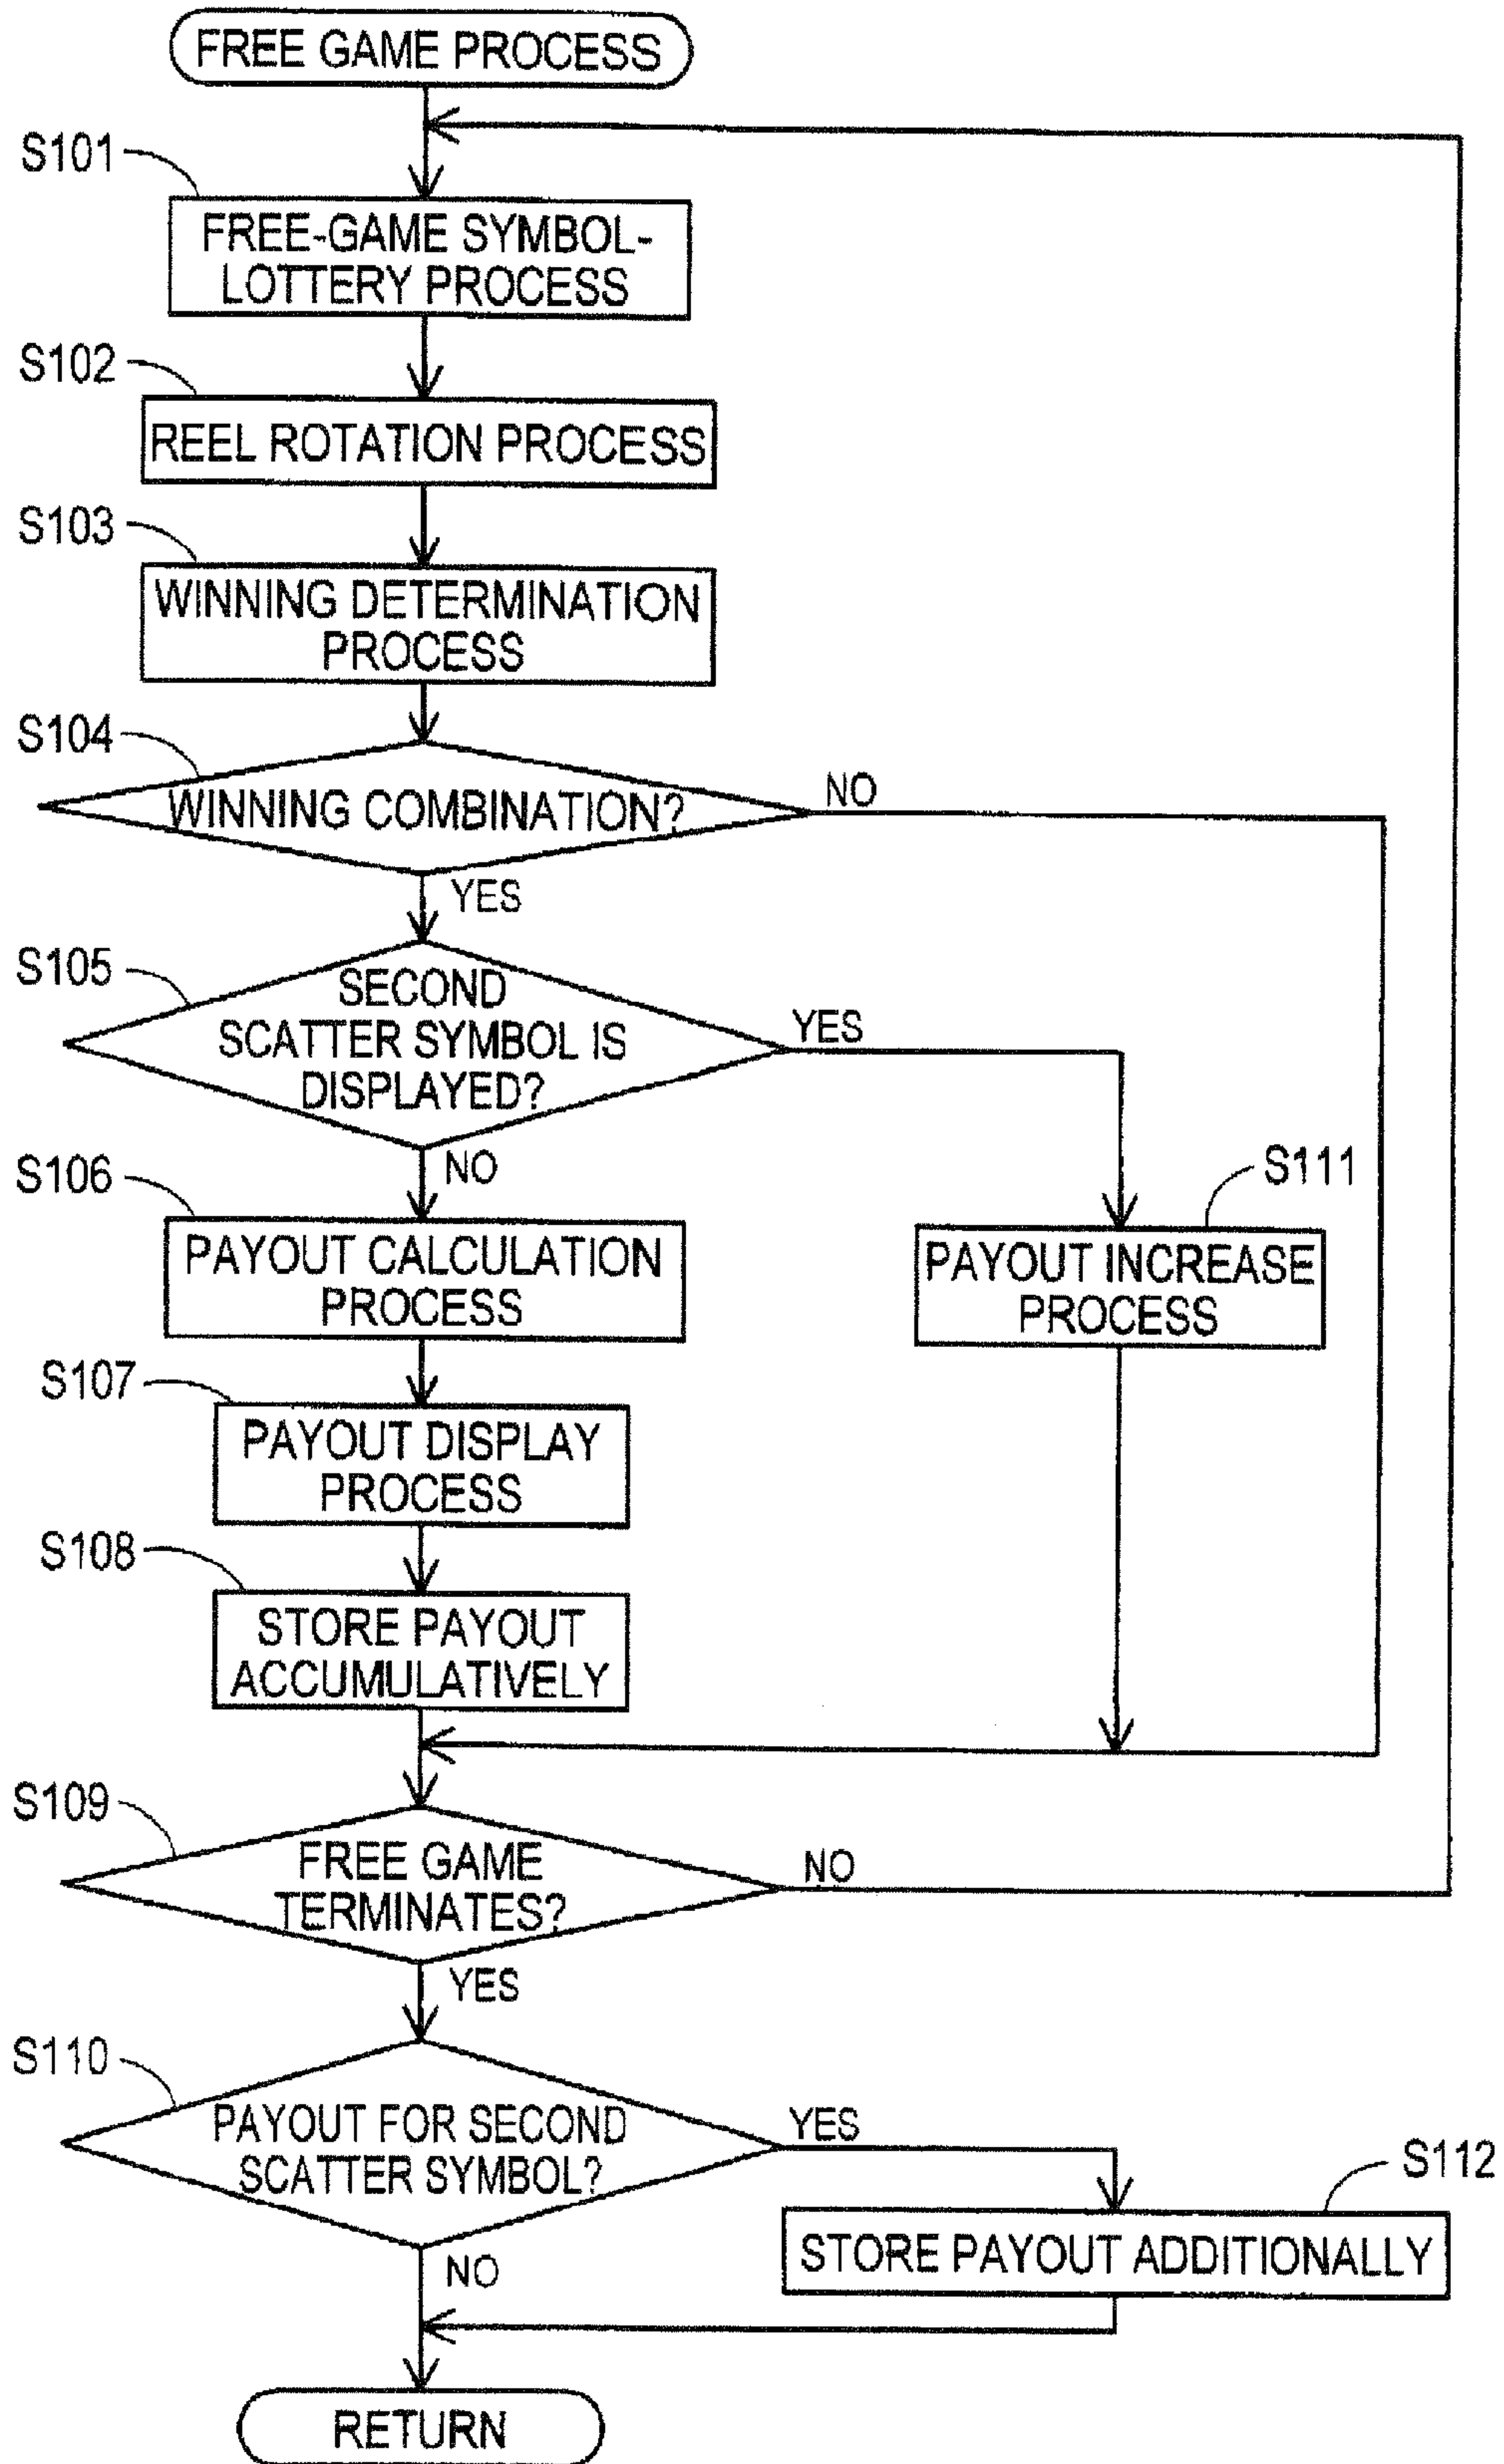 FREE GAME PROCESS
S101
FREE-GAME SYMBOL-
LOTTERY PROCESS
S102
REEL ROTATION PROCESS
S103
WINNING DETERMINATION
PROCESS
S104
WINNING COMBINATION?
NO
YES
S105
SECOND
SCATTER SYMBOL IS
DISPLAYED?
YES
NO
S106
PAYOUT CALCULATION
PROCESS
S111
PAYOUT INCREASE
PROCESS
S107
PAYOUT DISPLAY
PROCESS
S108
STORE PAYOUT
ACCUMULATIVELY
S109
FREE GAME
TERMINATES?
NO
YES
S110
PAYOUT FOR SECOND
SCATTER SYMBOL?
YES
NO
S112
STORE PAYOUT ADDITIONALLY
RETURN